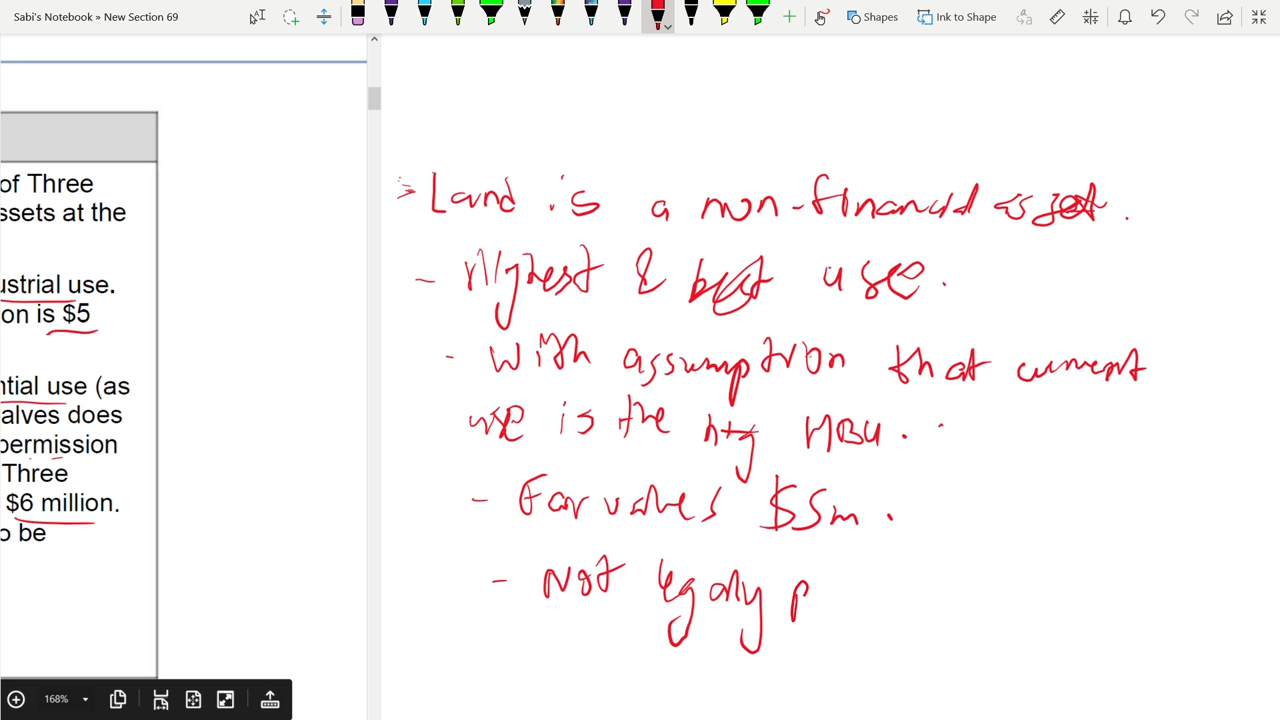 Sabi's Notebook » New Section 69
Shapes
Ink to Shape
of Three
ssets at the
ustrial use.
on is $5
ntial use (as
alves does
permission
Three
$6 million.
o be
Land is a non-financial asset.
- Highest & best use.
- With assumption that current
use is the HBU.
- Fair values $5m.
- Not legally p
168%